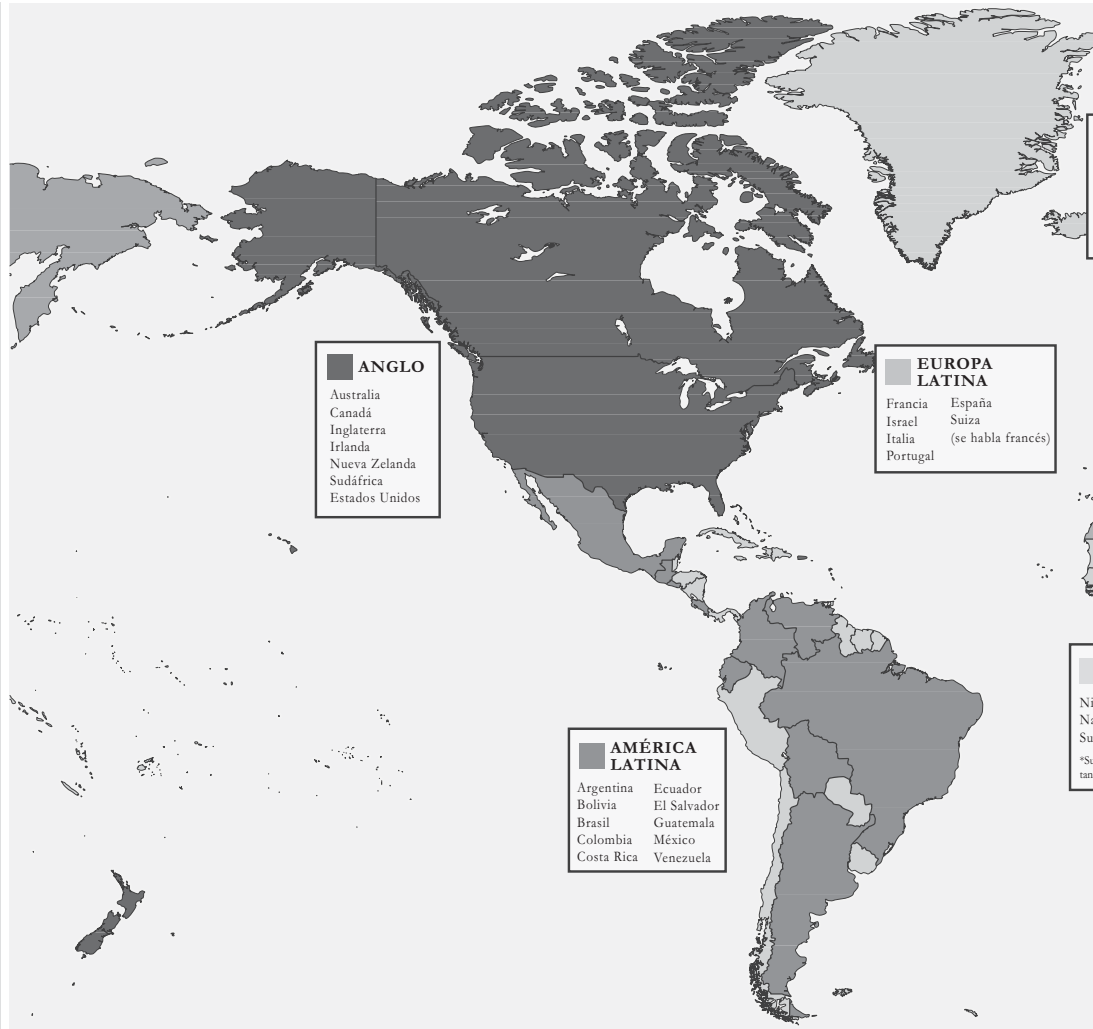 ANGLO
Australia
Canadá
Inglaterra
Irlanda
Nueva Zelanda
Sudáfrica
Estados Unidos
EUROPA
LATINA
Francia España
Israel Suiza
Italia (se habla francés)
Portugal
AMÉRICA
LATINA
Argentina Ecuador
Bolivia El Salvador
Brasil Guatemala
Colombia México
Costa Rica Venezuela